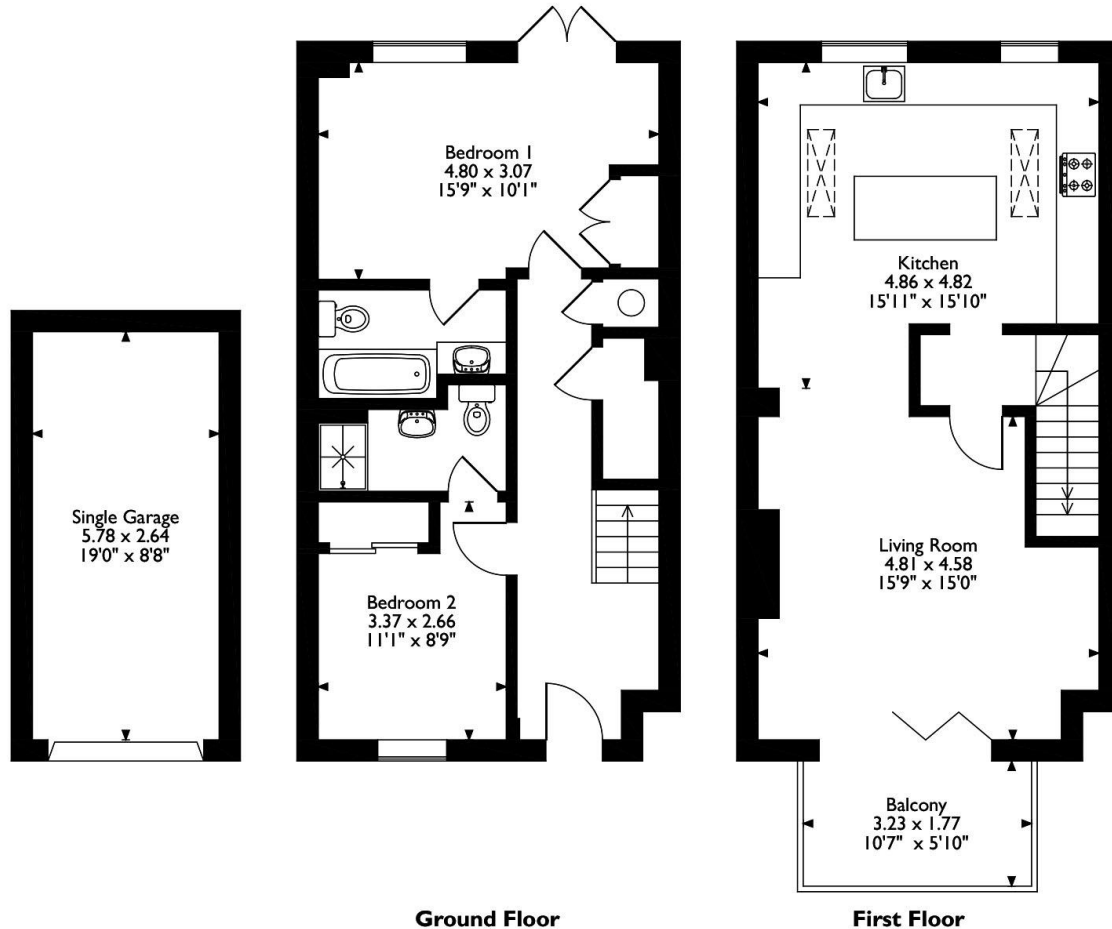 Bedroom 1
4.80 x 3.07
15'9" x 10'1"
Kitchen
4.86 x 4.82
15'11" x 15'10"
Single Garage
5.78 x 2.64
19'0" x 8'8"
Bedroom 2
3.37 x 2.66
11'1" x 8'9"
Living Room
4.81 x 4.58
15'9" x 15'0"
Balcony
3.23 x 1.77
10'7" x 5'10"
Ground Floor
First Floor